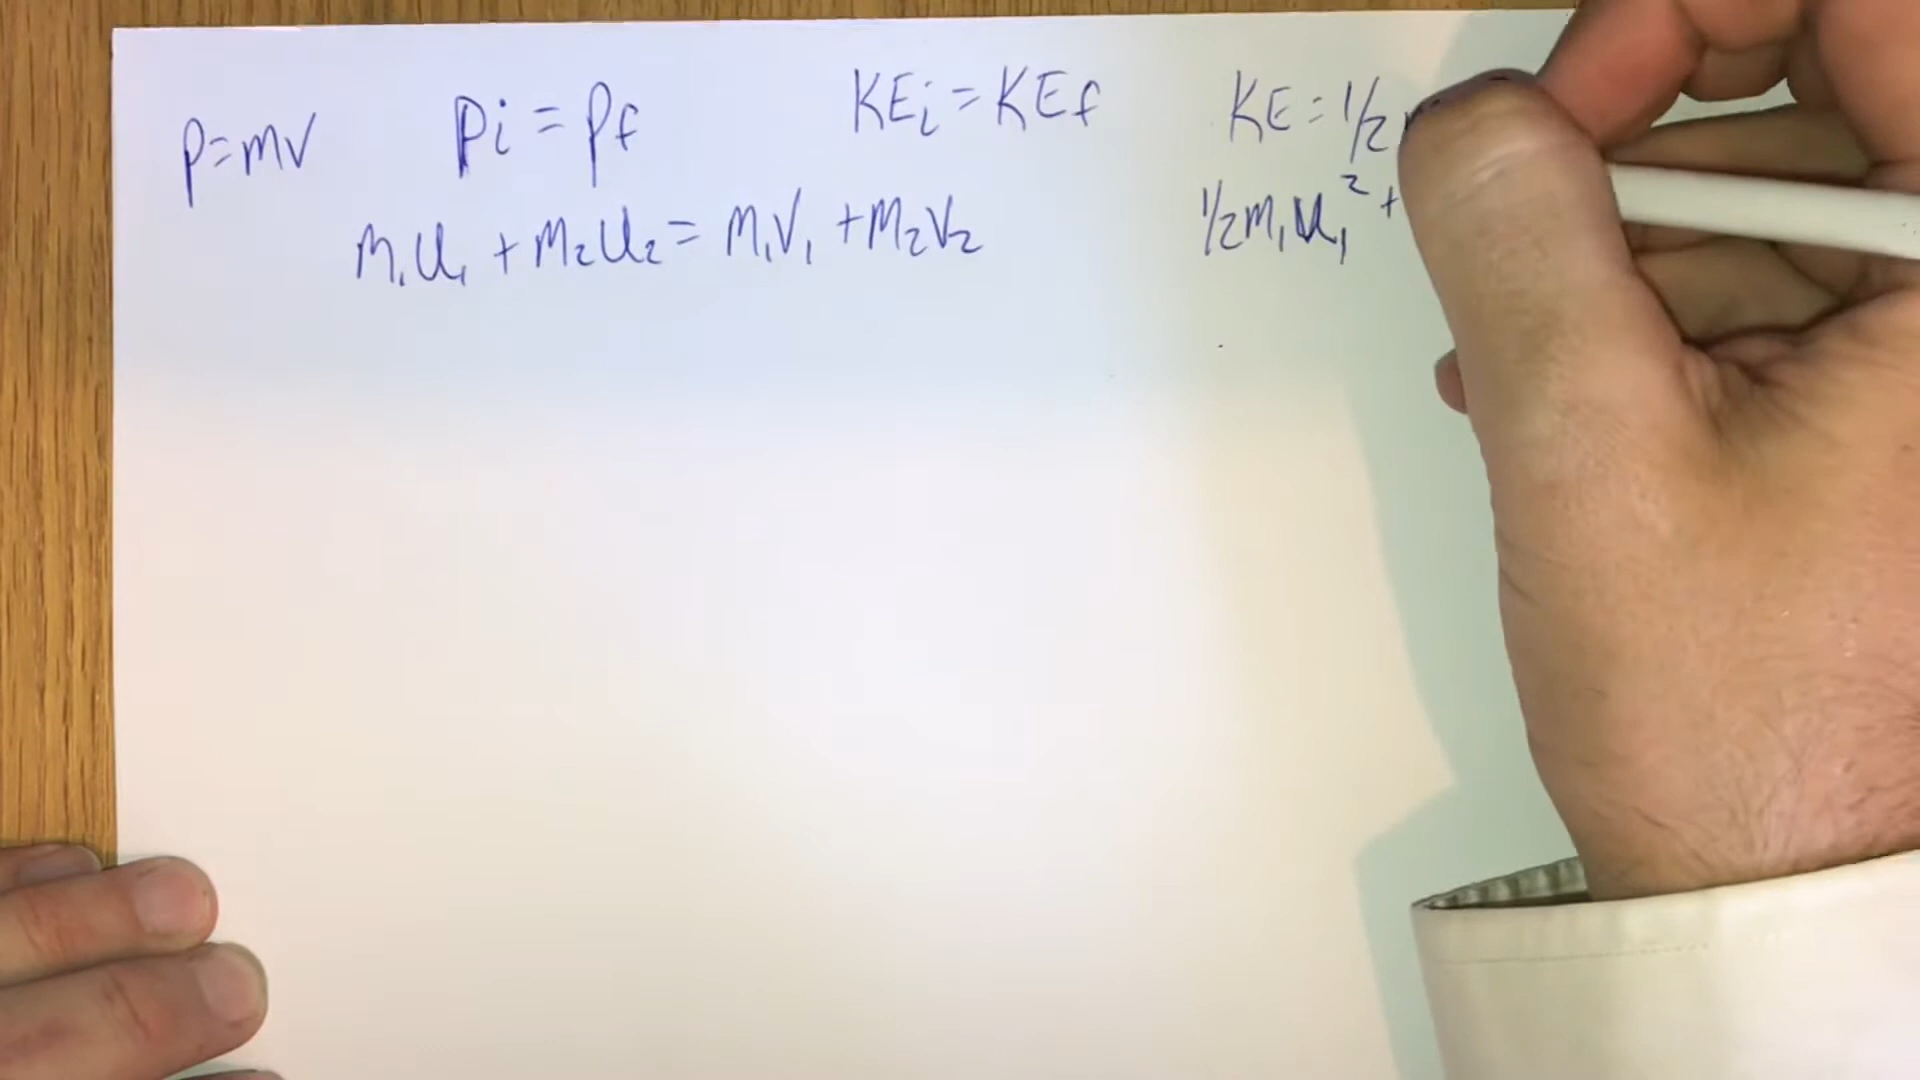 p=mv pi = pf KEi = KEf KE = 1/2
m₁u₁ + m₂u₂ = m₁v₁ + m₂v₂ 1/2m₁u₁² +